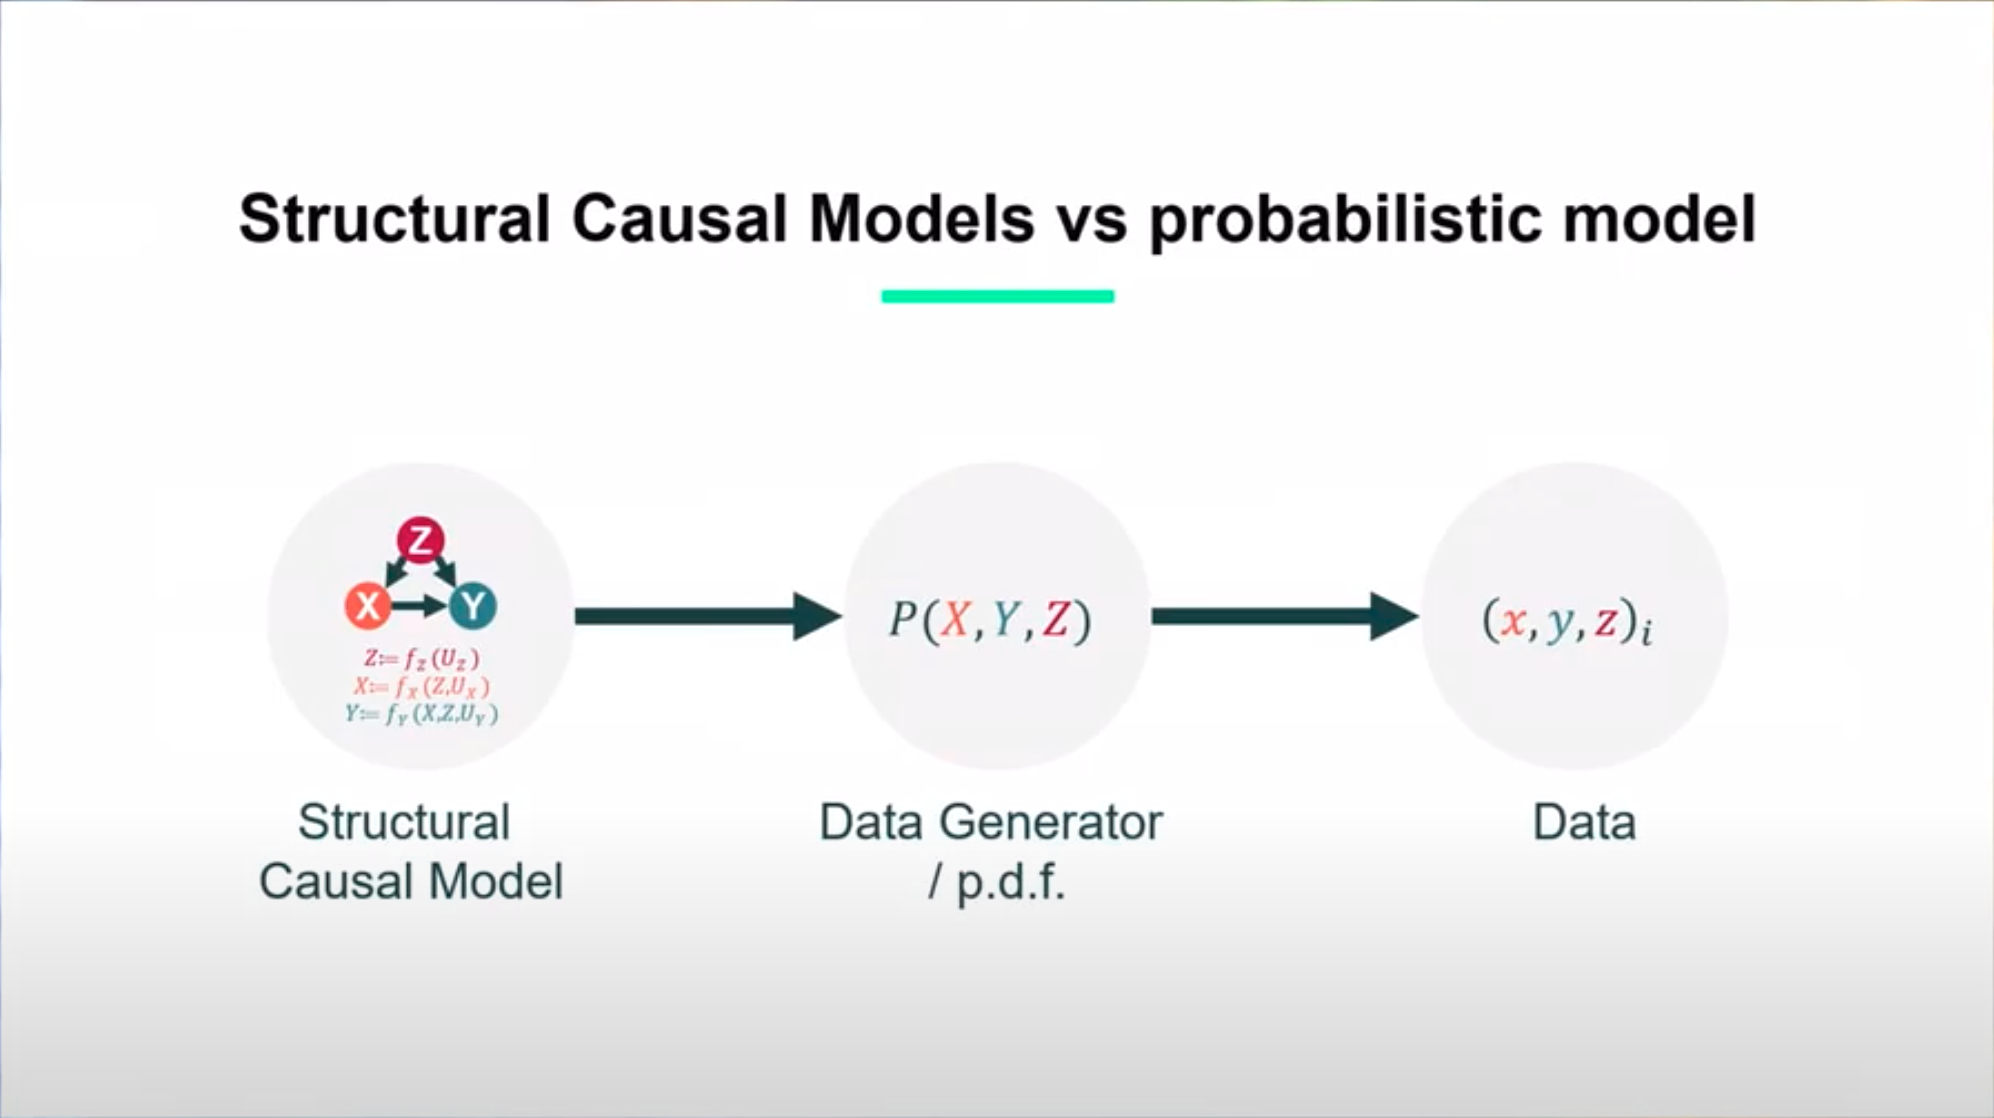 Structural Causal Models vs probabilistic model
Z
X
Y
Z:= f_Z(U_Z)
X:= f_X(Z,U_X)
Y:= f_Y(X,Z,U_Y)
P(X,Y,Z)
(x,y,z)_i
Structural
Causal Model
Data Generator
/ p.d.f.
Data